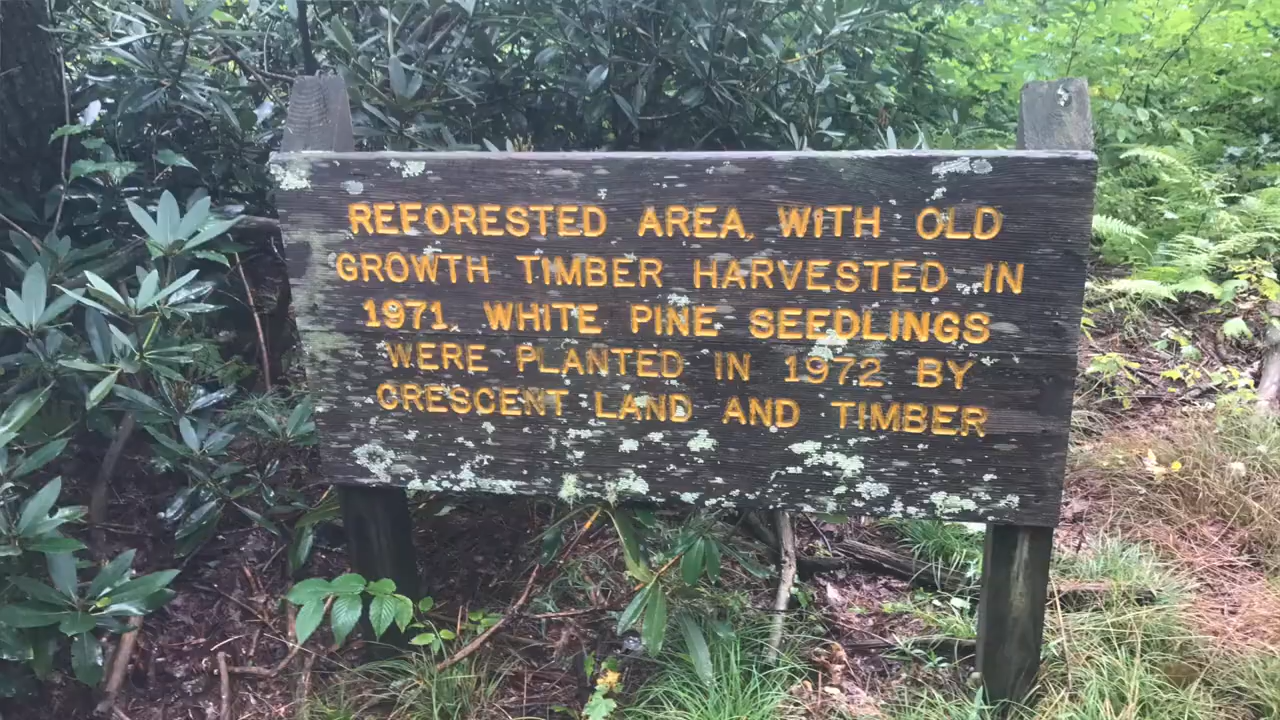 REFORESTED AREA, WITH OLD
GROWTH TIMBER HARVESTED IN
1971. WHITE PINE SEEDLINGS
WERE PLANTED IN 1972 BY
CRESCENT LAND AND TIMBER